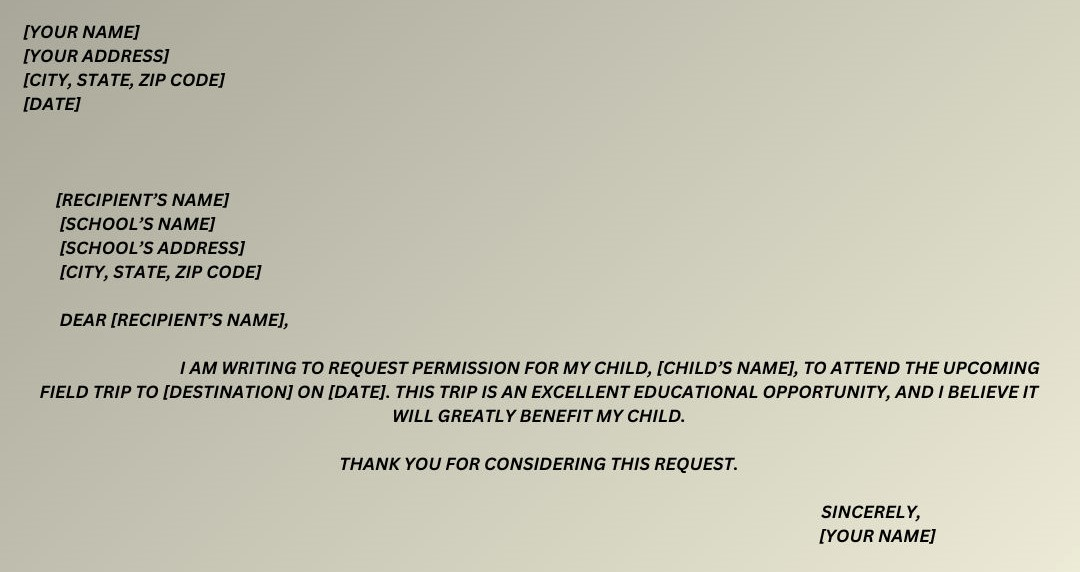 [YOUR NAME]
[YOUR ADDRESS]
[CITY, STATE, ZIP CODE]
[DATE]
[RECIPIENT’S NAME]
[SCHOOL’S NAME]
[SCHOOL’S ADDRESS]
[CITY, STATE, ZIP CODE]
DEAR [RECIPIENT’S NAME],
I AM WRITING TO REQUEST PERMISSION FOR MY CHILD, [CHILD’S NAME], TO ATTEND THE UPCOMING
FIELD TRIP TO [DESTINATION] ON [DATE]. THIS TRIP IS AN EXCELLENT EDUCATIONAL OPPORTUNITY, AND I BELIEVE IT
WILL GREATLY BENEFIT MY CHILD.
THANK YOU FOR CONSIDERING THIS REQUEST.
SINCERELY,
[YOUR NAME]